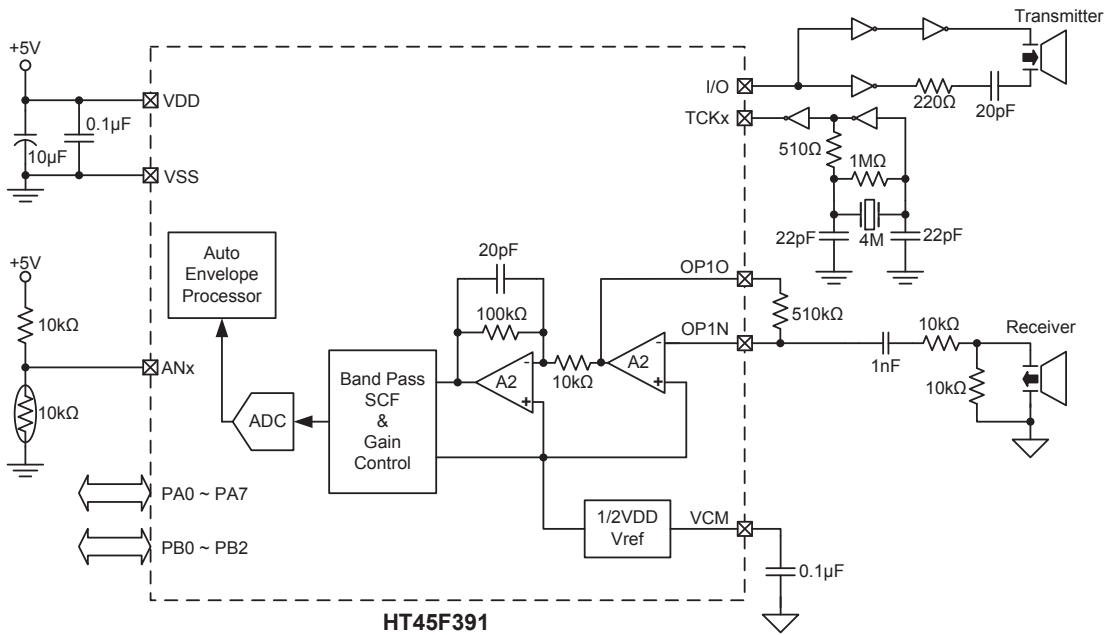 Transmitter
+5V
I/O
220Ω
20pF
VDD
0.1µF
10µF
TCKx
510Ω
1MΩ
VSS
22pF
4M
22pF
Auto
Envelope
Processor
20pF
OP1O
+5V
100kΩ
510kΩ
10kΩ
OP1N
10kΩ
Receiver
-
-
1nF
ANx
A2
10kΩ
A2
10kΩ
+
+
Band Pass
SCF
&
Gain
Control
10kΩ
ADC
PA0 ~ PA7
1/2VDD
Vref
VCM
PB0 ~ PB2
0.1µF
HT45F391